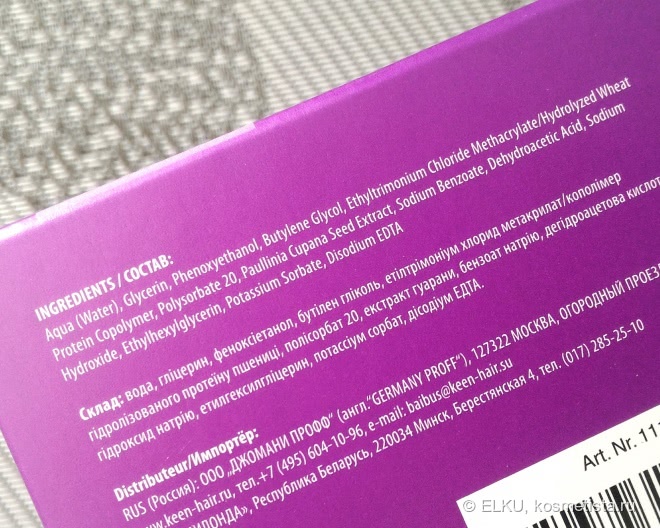 INGREDIENTS / СОСТАВ:
Aqua (Water), Glycerin, Phenoxyethanol, Butylene Glycol, Ethyltrimonium Chloride Methacrylate/Hydrolyzed Wheat
Protein Copolymer, Polysorbate 20, Paullinia Cupana Seed Extract, Sodium Benzoate, Dehydroacetic Acid, Sodium
Hydroxide, Ethylhexylglycerin, Potassium Sorbate, Disodium EDTA
Склад: вода, гліцерин, феноксіетанол, бутілен гліколь, етілтрімоніум хлорид метакрилат/кополімер
гідролізованого протеїну пшениці, полісорбат 20, екстракт гуарани, бензоат натрію, дегідроацетова кислот
гідроксид натрію, етилгексилгліцерин, потассіум сорбат, дісодіум ЕДТА.
Distributeur/Импортёр:
RUS (Россия): ООО „ДЖОМАНИ ПРОФФ" (англ."GERMANY PROFF"), 127322 МОСКВА, ОГОРОДНЫЙ ПРОЕЗ
www.keen-hair.ru, тел.+7 (495) 604-10-96, e-mail: baibus@keen-hair.su
Республика Беларусь, 220034 Минск, Берестянская 4, тел. (017) 285-25-10
Art. Nr. 11
© ELKU, kosmetista.ru